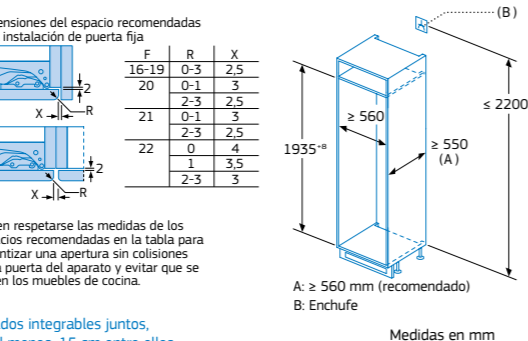 ensiones del espacio recomendadas
instalación de puerta fija
F R X
16-19 0-3 2,5
20 0-1 3
2-3 2,5
21 0-1 3
2-3 2,5
22 0 4
1 3,5
2-3 3
2
X R
2
X R
en respetarse las medidas de los
cios recomendadas en la tabla para
ntizar una apertura sin colisiones
a puerta del aparato y evitar que se
en los muebles de cocina.
dos integrables juntos,
(B)
≥ 560
≤ 2200
1935⁺⁸
≥ 550
(A)
A: ≥ 560 mm (recomendado)
B: Enchufe
Medidas en mm